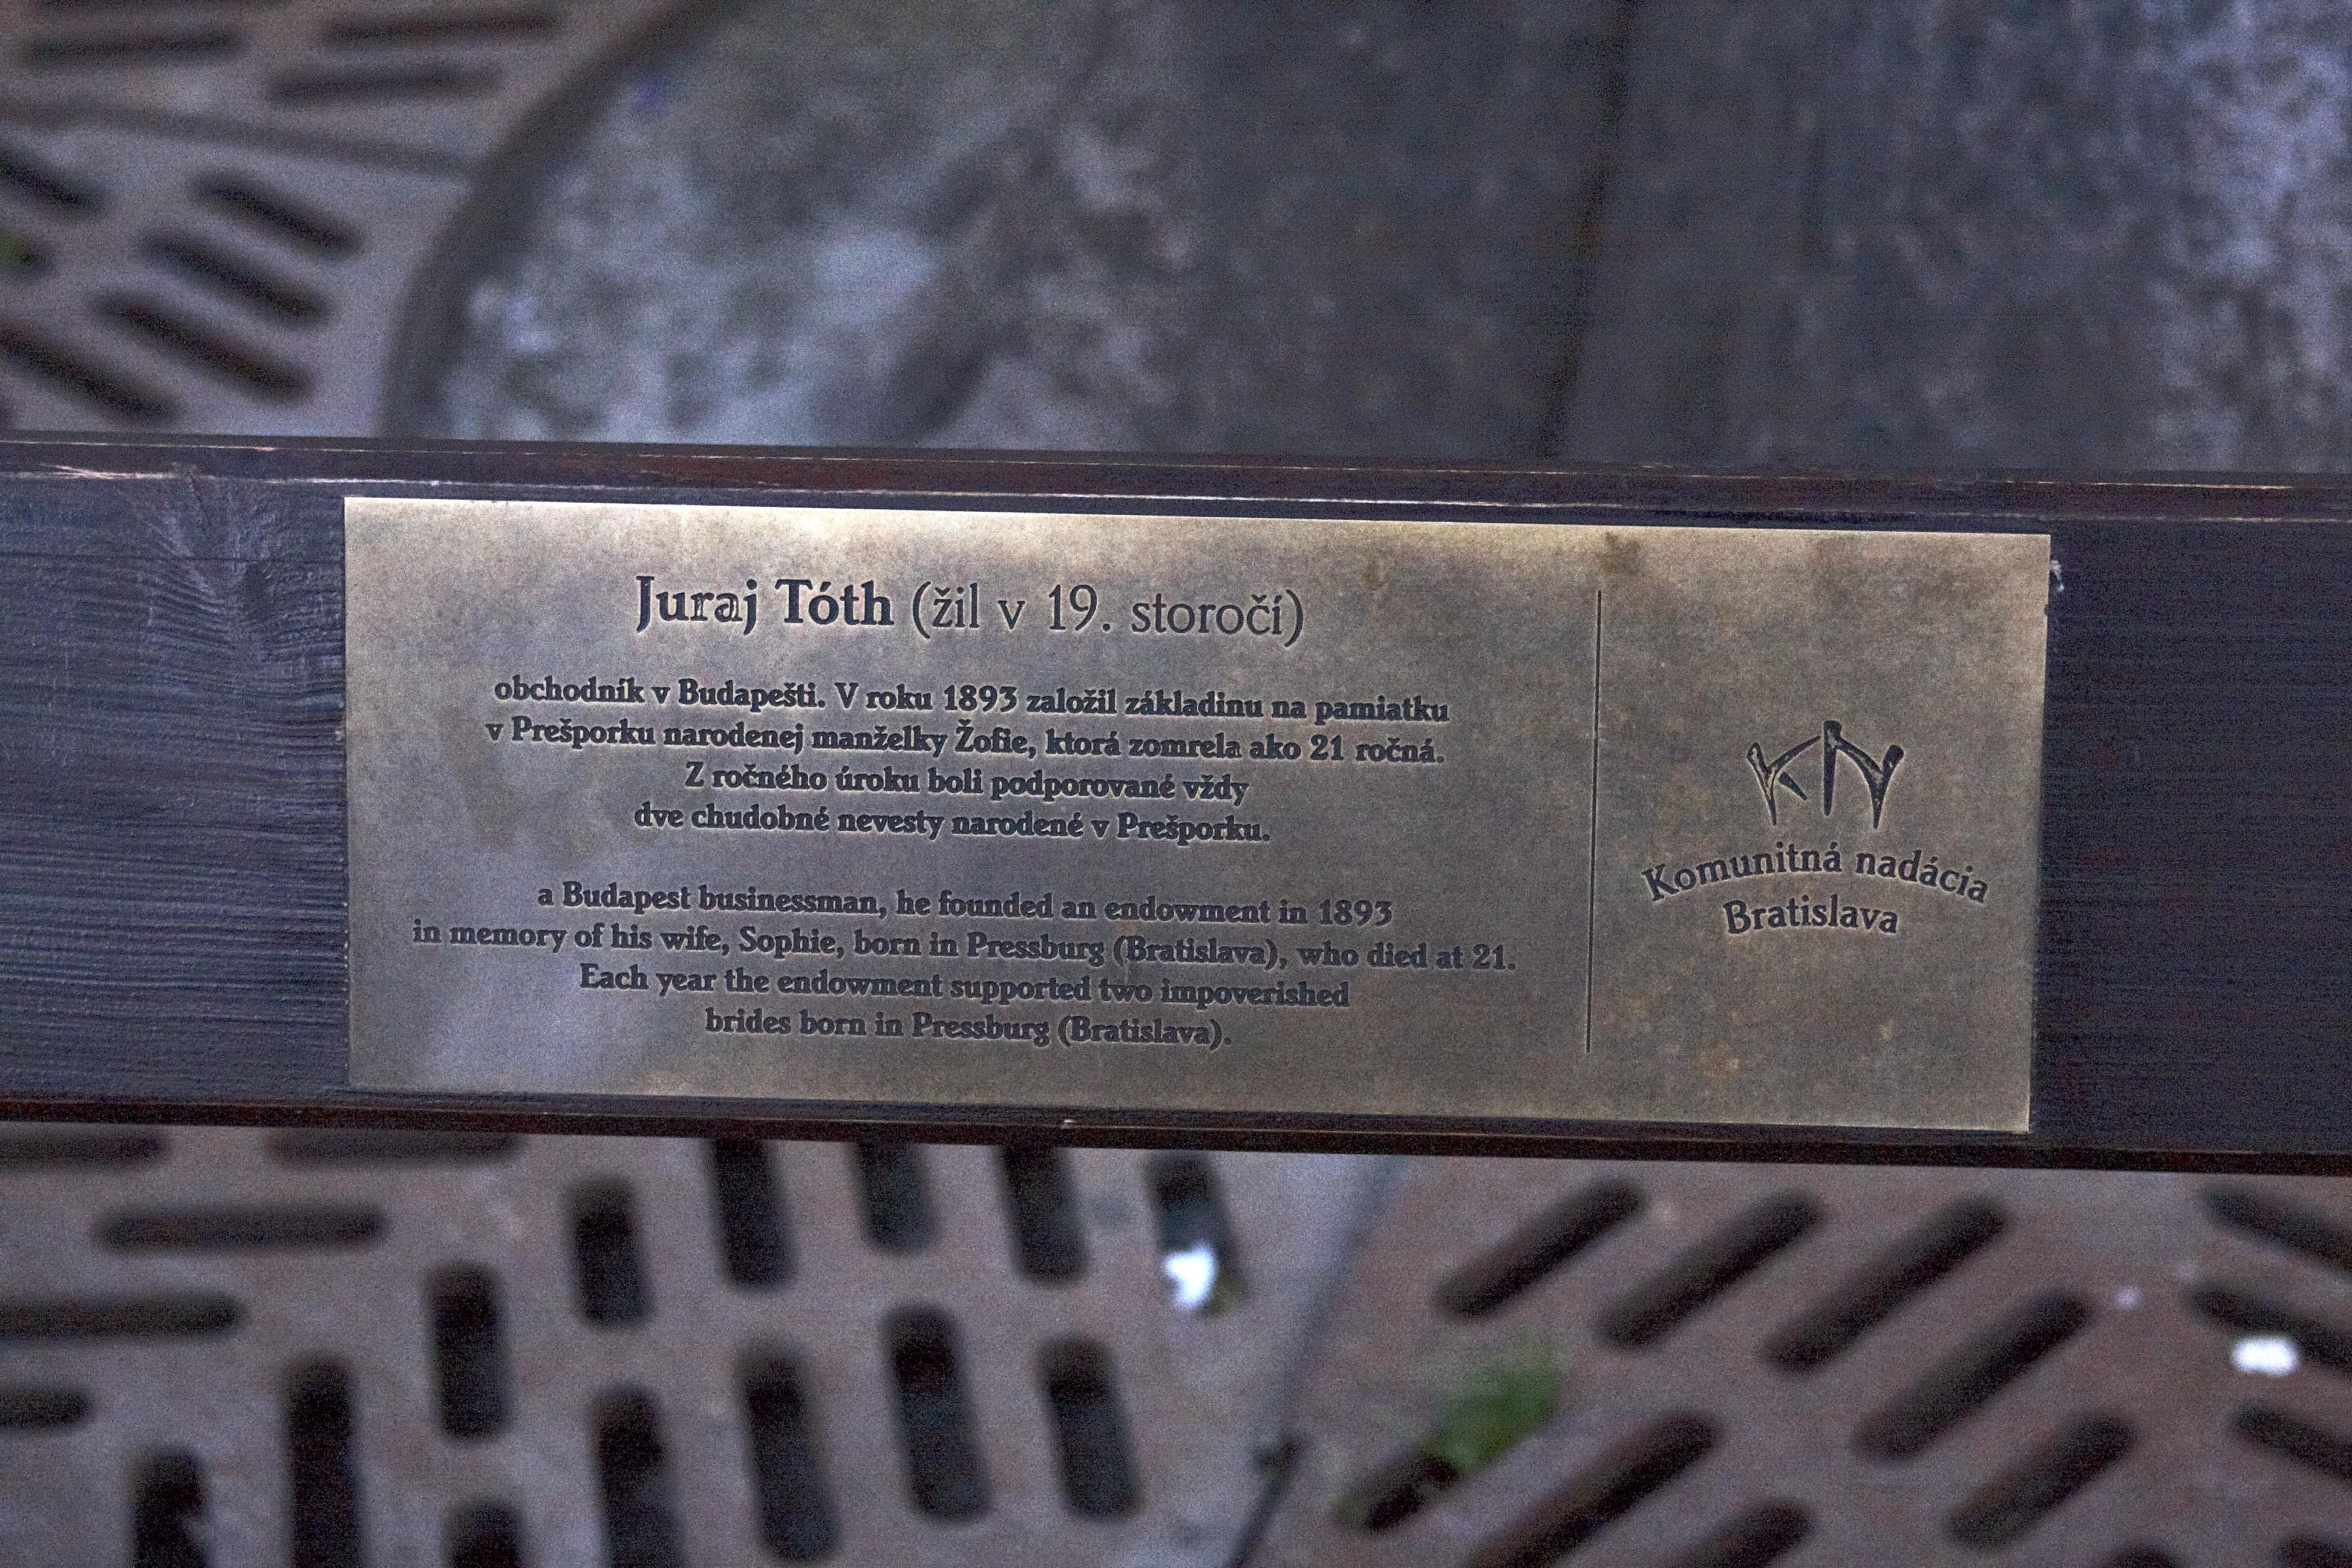 Juraj Tóth (žil v 19. storočí)
obchodník v Budapešti. V roku 1893 založil základinu na pamiatku
v Prešporku narodenej manželky Žofie, ktorá zomrela ako 21 ročná.
Z ročného úroku boli podporované vždy
dve chudobné nevesty narodené v Prešporku.
a Budapest businessman, he founded an endowment in 1893
in memory of his wife, Sophie, born in Pressburg (Bratislava), who died at 21.
Each year the endowment supported two impoverished
brides born in Pressburg (Bratislava).
KN
Komunitná nadácia
Bratislava